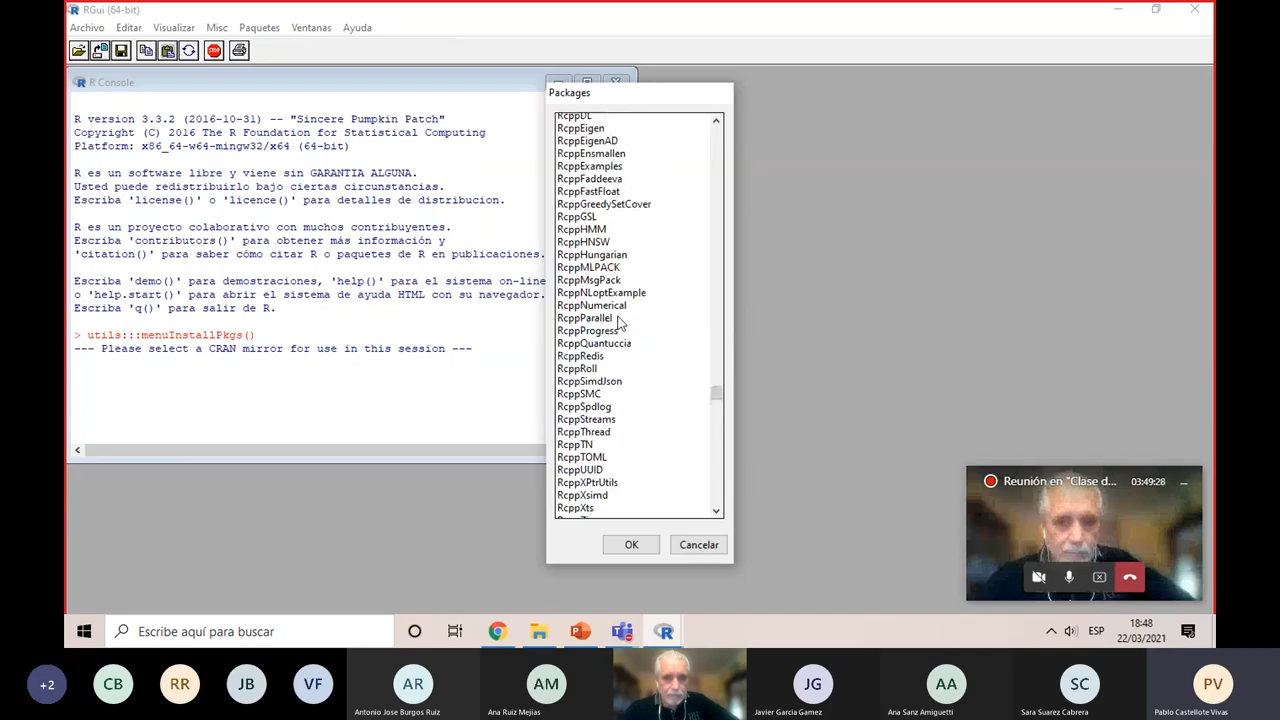 RGui (64-bit)
Archivo Editar Visualizar Misc Paquetes Ventanas Ayuda
STOP
R Console
R versione 3.3.2 (2016-10-31) -- "Sincere Pumpkin Patch"
Copyright (C) 2016 The R Foundation for Statistical Computing
Platform: x86_64-w64-mingw32/x64 (64-bit)
R es un software libre y viene sin GARANTIA ALGUNA.
Usted puede redistribuirlo bajo ciertas circunstancias.
Escriba 'license()' o 'licence()' para detalles de distribucion.
R es un proyecto colaborativo con muchos contribuyentes.
Escriba 'contributors()' para obtener más información y
'citation()' para saber cómo citar R o paquetes de R en publicaciones.
Escriba 'demo()' para demostraciones, 'help()' para el sistema on-line
o 'help.start()' para abrir el sistema de ayuda HTML con su navegador.
Escriba 'q()' para salir de R.
> utils:::menuInstallPkgs()
--- Please select a CRAN mirror for use in this session ---
Packages
RcppDL
RcppEigen
RcppEigenAD
RcppEnsmallen
RcppExamples
RcppFaddeeva
RcppFastFloat
RcppGreedySetCover
RcppGSL
RcppHMM
RcppHNSW
RcppHungarian
RcppMLPACK
RcppMsgPack
RcppNLoptExample
RcppNumerical
RcppParallel
RcppProgress
RcppQuantuccia
RcppRedis
RcppRoll
RcppSimdJson
RcppSMC
RcppSpdlog
RcppStreams
RcppThread
RcppTN
RcppTOML
RcppUUID
RcppXPtrUtils
RcppXsimd
RcppXts
OK Cancelar
Reunión en "Clase d... 03:49:28
Escribe aquí para buscar
ESP
18:48
22/03/2021
+2 CB RR JB VF AR AM JG AA SC PV
Antonio Jose Burgos Ruiz Ana Ruiz Mejias Javier Garcia Gamez Ana Sanz Amiguetti Sara Suarez Cabrera Pablo Castellote Vivas